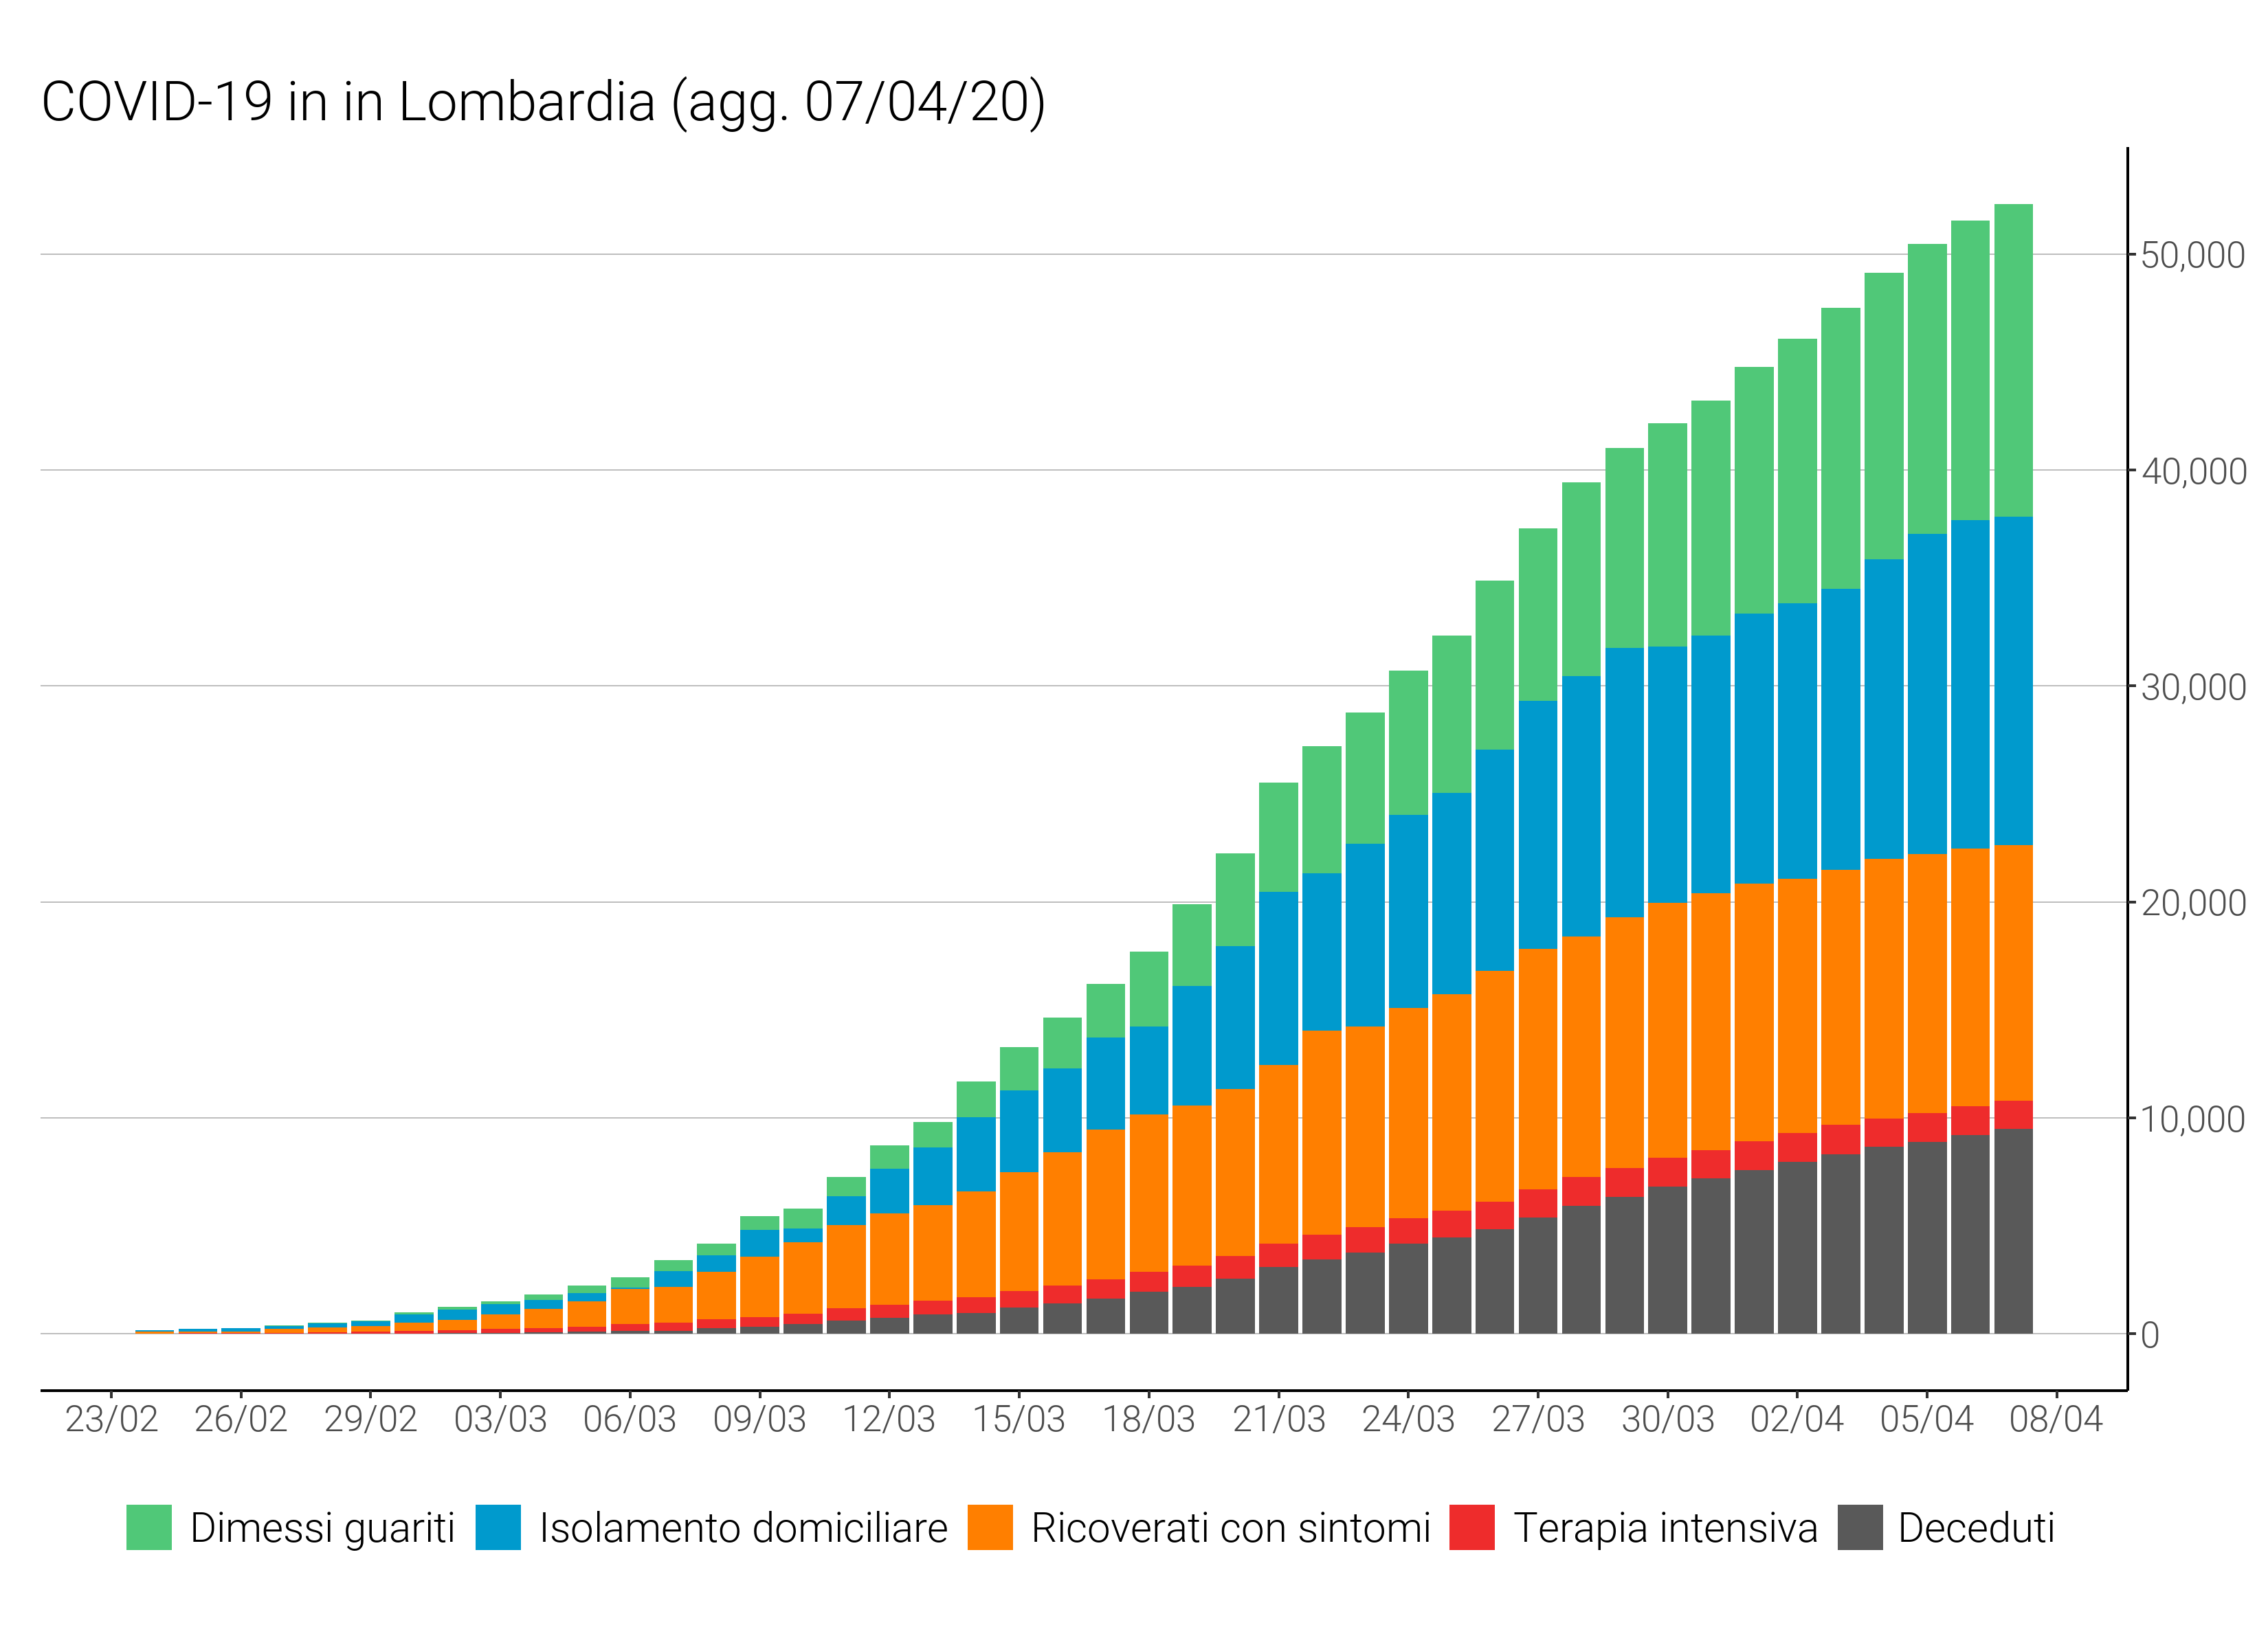 COVID-19 in in Lombardia (agg. 07/04/20)
50,000
40,000
30,000
20,000
10,000
0
23/02 26/02 29/02 03/03 06/03 09/03 12/03 15/03 18/03 21/03 24/03 27/03 30/03 02/04 05/04 08/04
Dimessi guariti Isolamento domiciliare Ricoverati con sintomi Terapia intensiva Deceduti